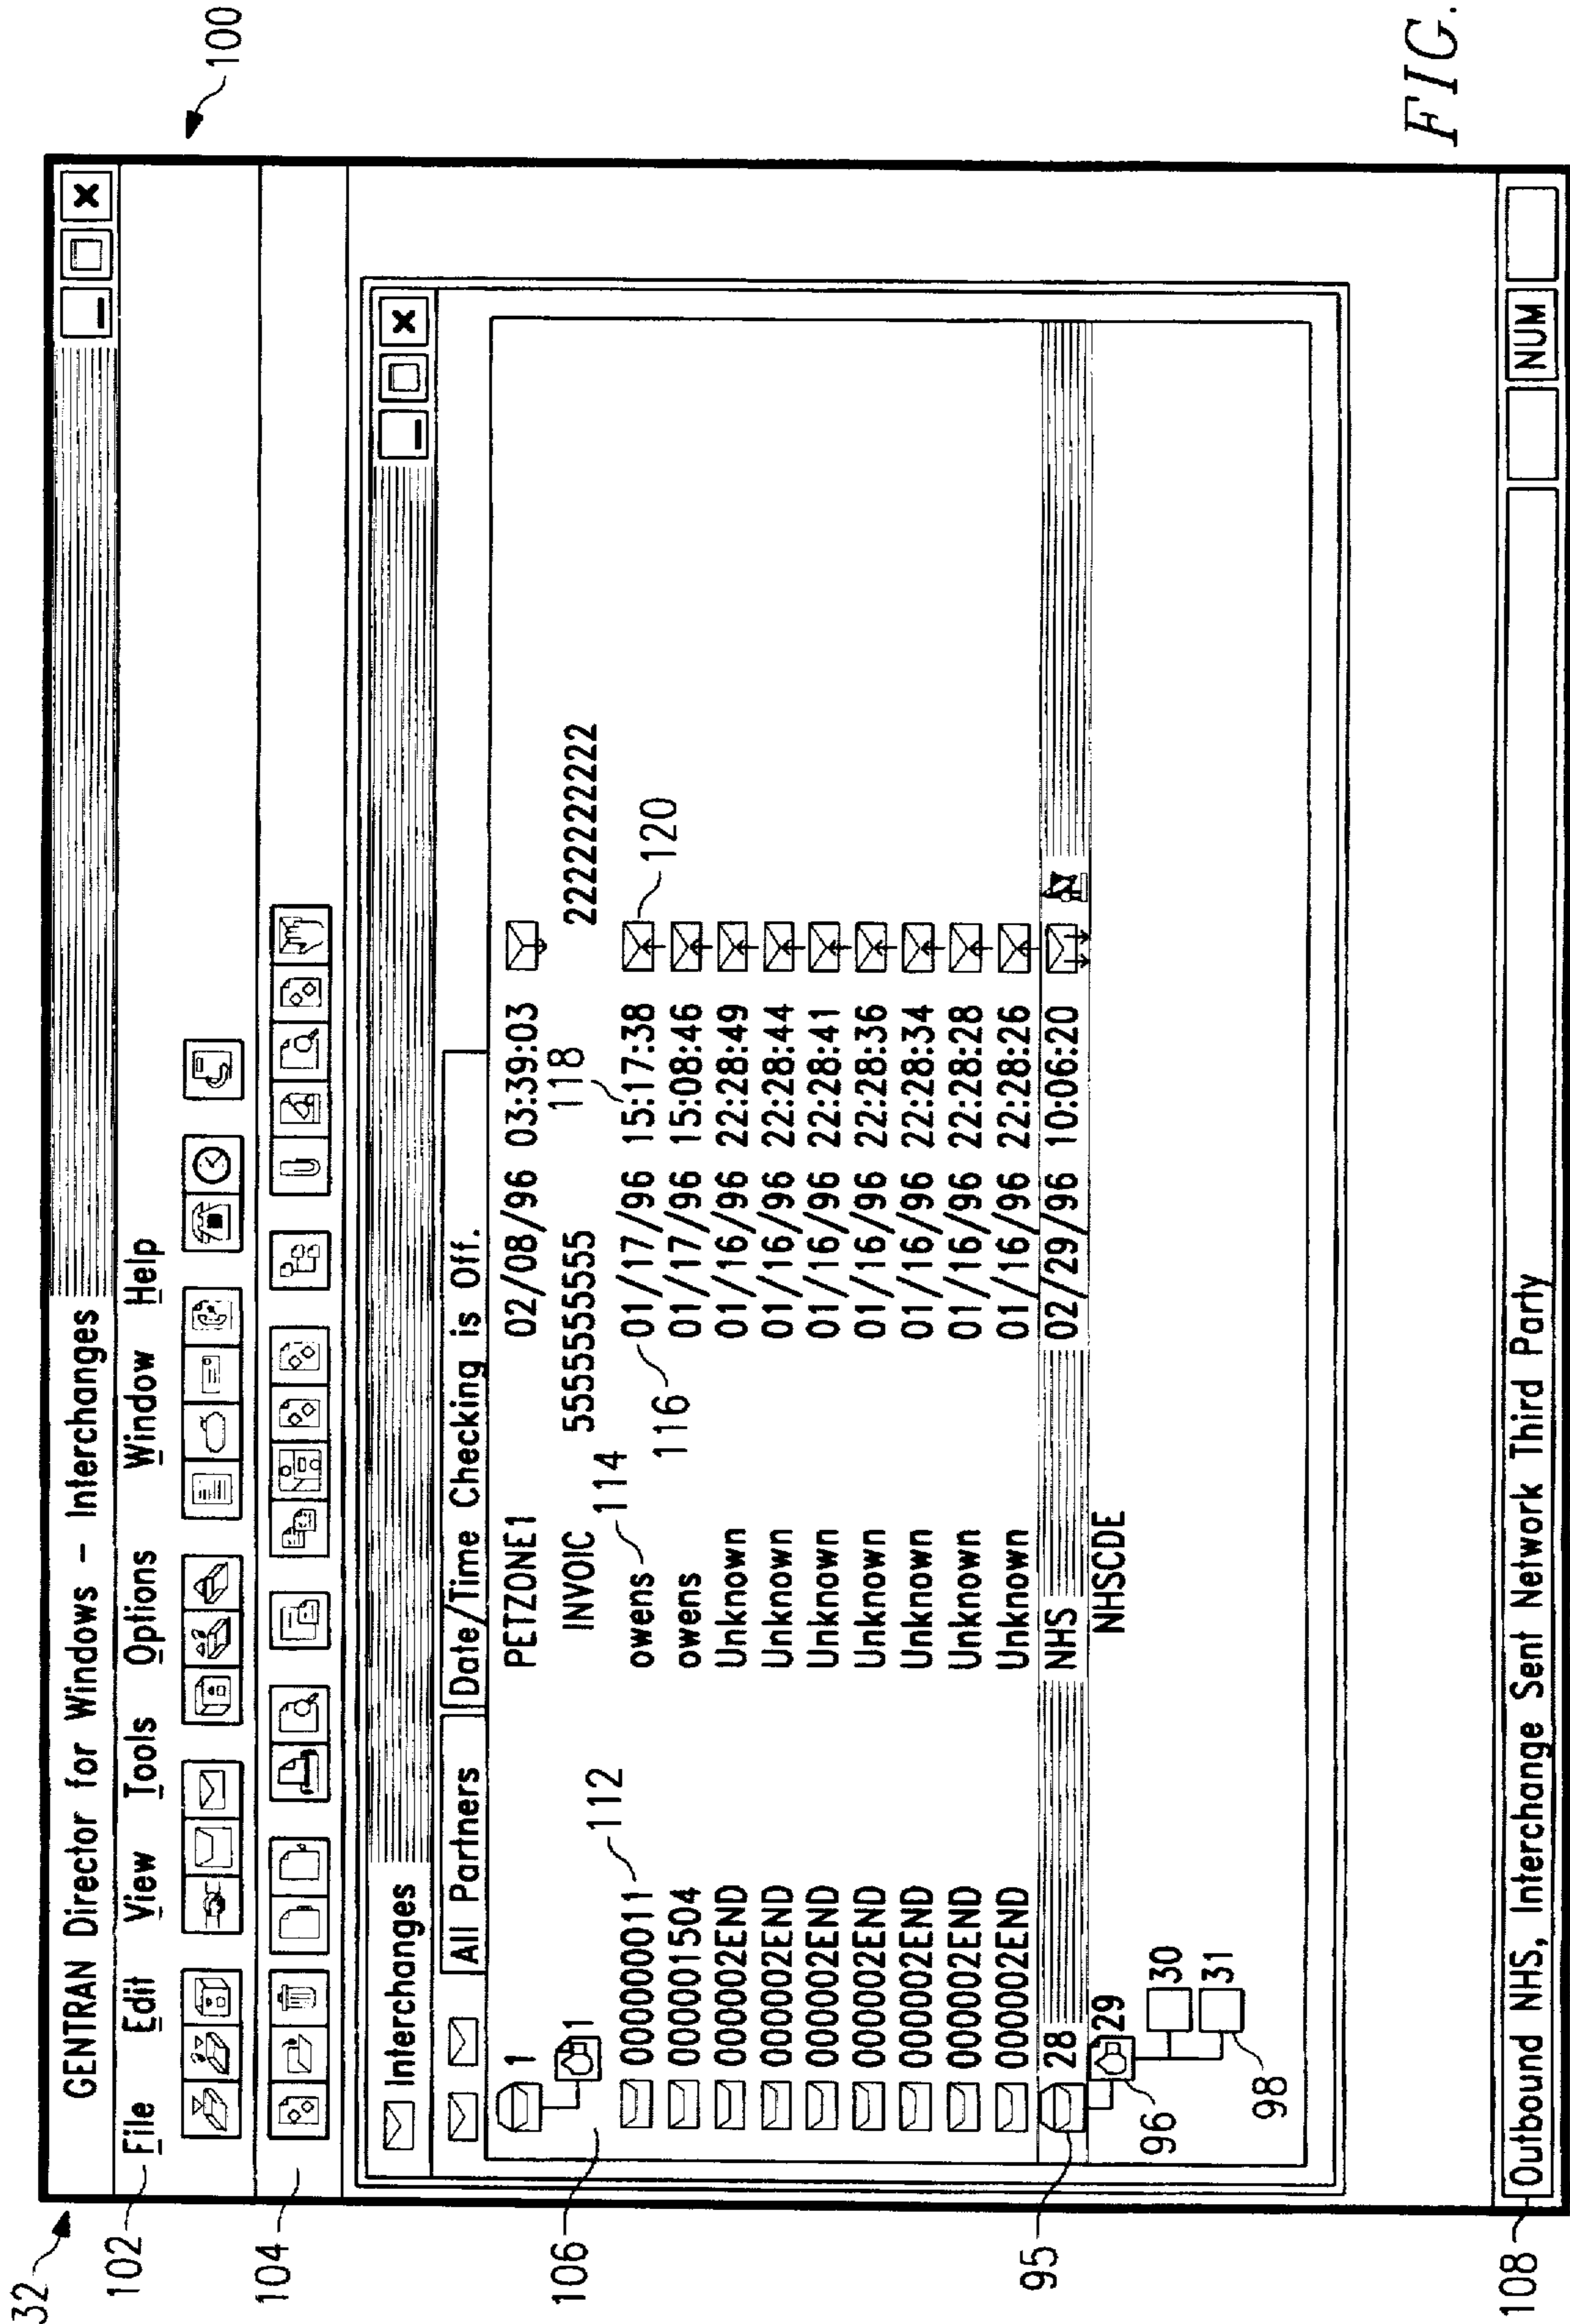 32
100
GENTRAN Director for Windows - Interchanges
102
File Edit View Tools Options Window Help
104
Interchanges
All Partners Date/Time Checking is Off.
1 PETZONE1 02/08/96 03:39:03
1 INVOIC 5555555555 2222222222
106 112 114 116 118 120
000000011 owens 01/17/96 15:17:38
000001504 owens 01/17/96 15:08:46
000002END Unknown 01/16/96 22:28:49
000002END Unknown 01/16/96 22:28:44
000002END Unknown 01/16/96 22:28:41
000002END Unknown 01/16/96 22:28:36
000002END Unknown 01/16/96 22:28:34
000002END Unknown 01/16/96 22:28:28
000002END Unknown 01/16/96 22:28:26
95 28 NHS 02/29/96 10:06:20 N
29 NHSCDE
96 30
98 31
108 Outbound NHS, Interchange Sent Network Third Party NUM
FIG.